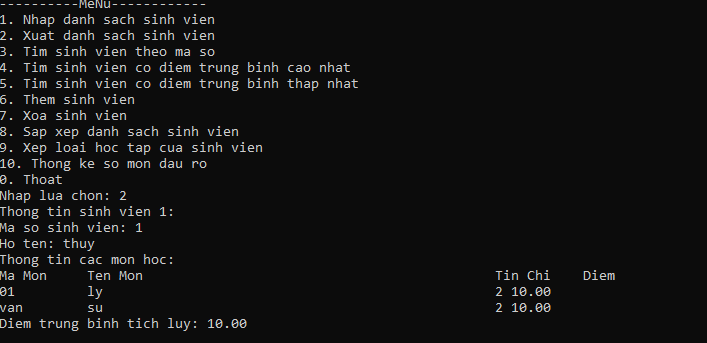 ----------MeNu------------
1. Nhap danh sach sinh vien
2. Xuat danh sach sinh vien
3. Tim sinh vien theo ma so
4. Tim sinh vien co diem trung binh cao nhat
5. Tim sinh vien co diem trung binh thap nhat
6. Them sinh vien
7. Xoa sinh vien
8. Sap xep danh sach sinh vien
9. Xep loai hoc tap cua sinh vien
10. Thong ke so mon dau ro
0. Thoat
Nhap lua chon: 2
Thong tin sinh vien 1:
Ma so sinh vien: 1
Ho ten: thuy
Thong tin cac mon hoc:
Ma Mon Ten Mon Tin Chi Diem
01 ly 2 10.00
van su 2 10.00
Diem trung binh tich luy: 10.00